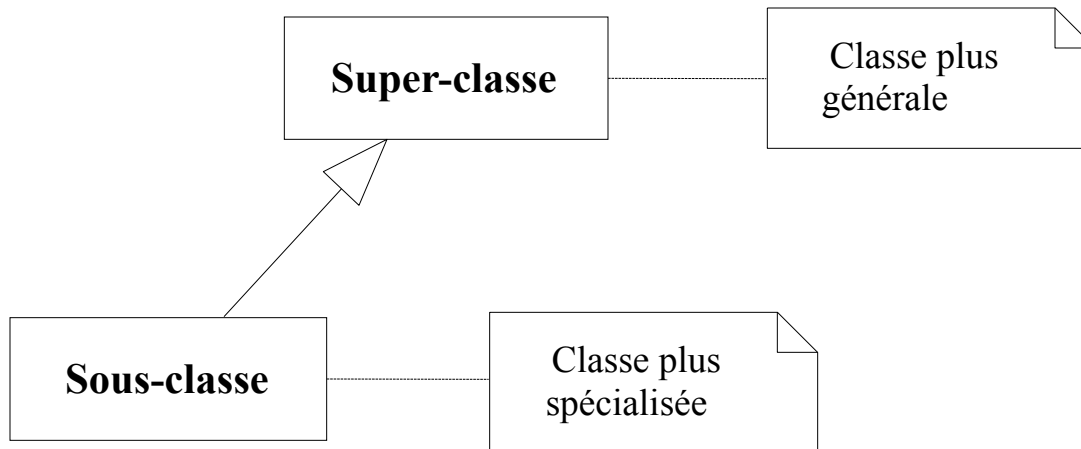 Super-classe
Classe plus
générale
Sous-classe
Classe plus
spécialisée